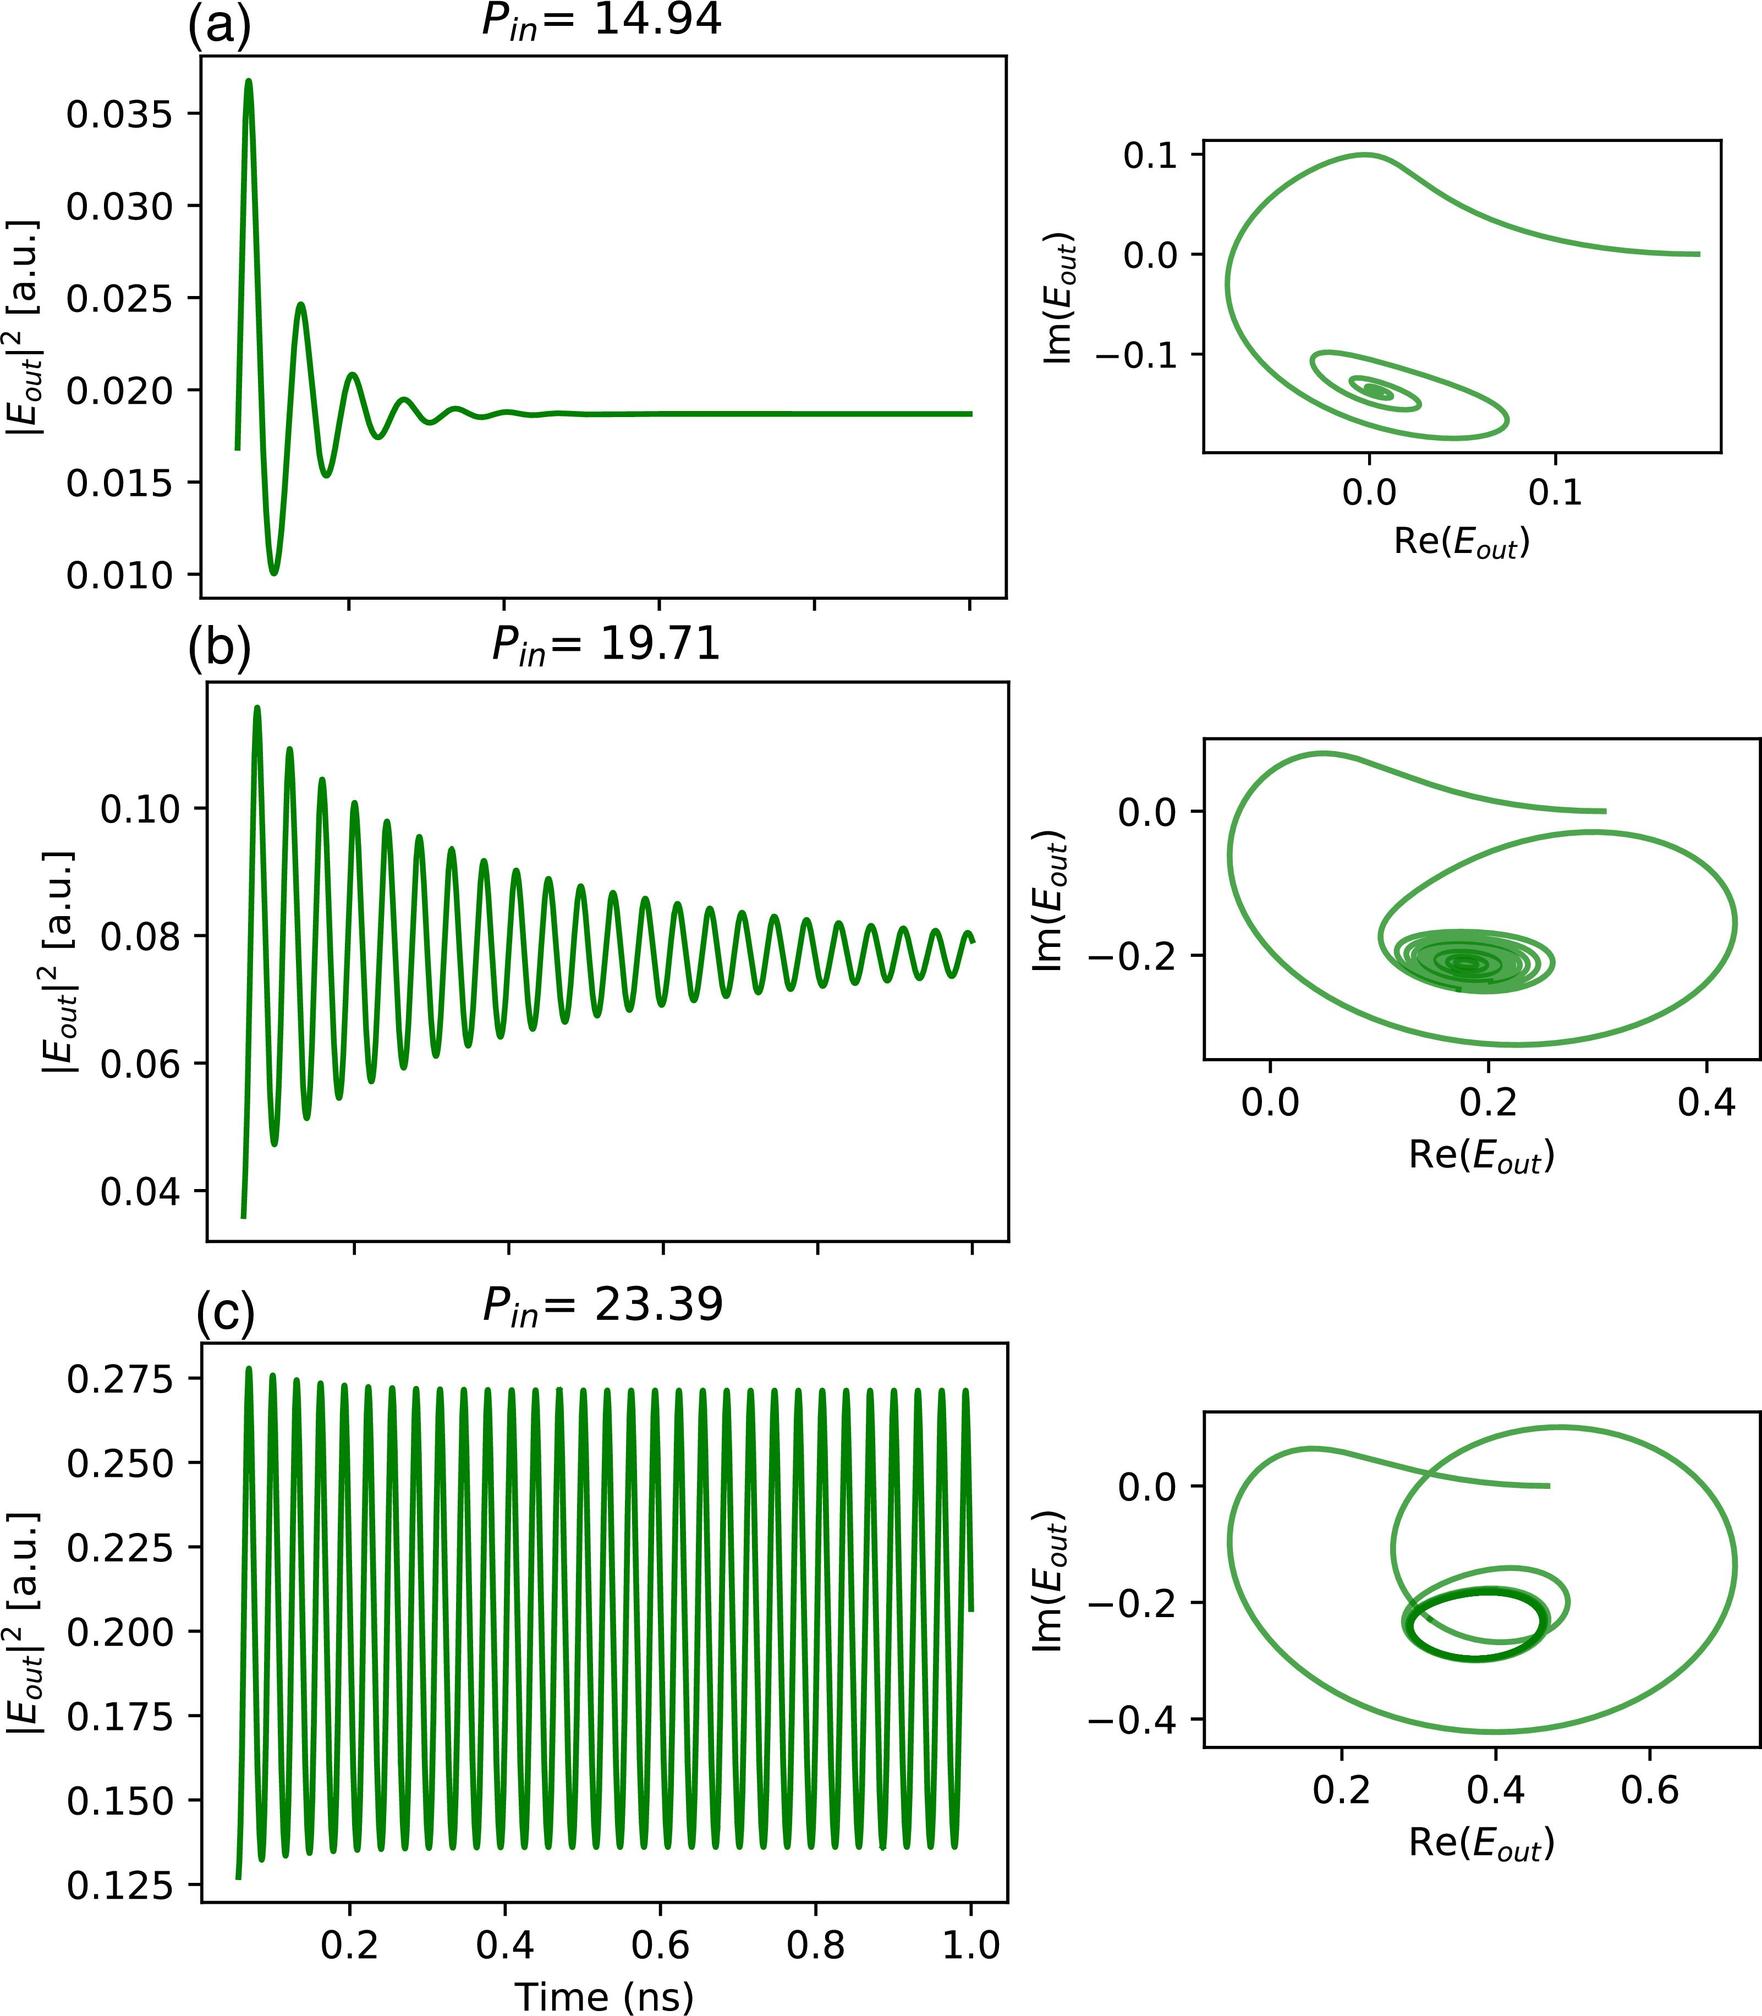 (a)
P_in= 14.94
0.035
0.030
0.025
0.020
0.015
0.010
|E_out|² [a.u.]
0.1
0.0
−0.1
Im(E_out)
0.0 0.1
Re(E_out)
(b)
P_in= 19.71
0.10
0.08
0.06
0.04
|E_out|² [a.u.]
0.0
−0.2
Im(E_out)
0.0 0.2 0.4
Re(E_out)
(c)
P_in= 23.39
0.275
0.250
0.225
0.200
0.175
0.150
0.125
|E_out|² [a.u.]
0.2 0.4 0.6 0.8 1.0
Time (ns)
0.0
−0.2
−0.4
Im(E_out)
0.2 0.4 0.6
Re(E_out)